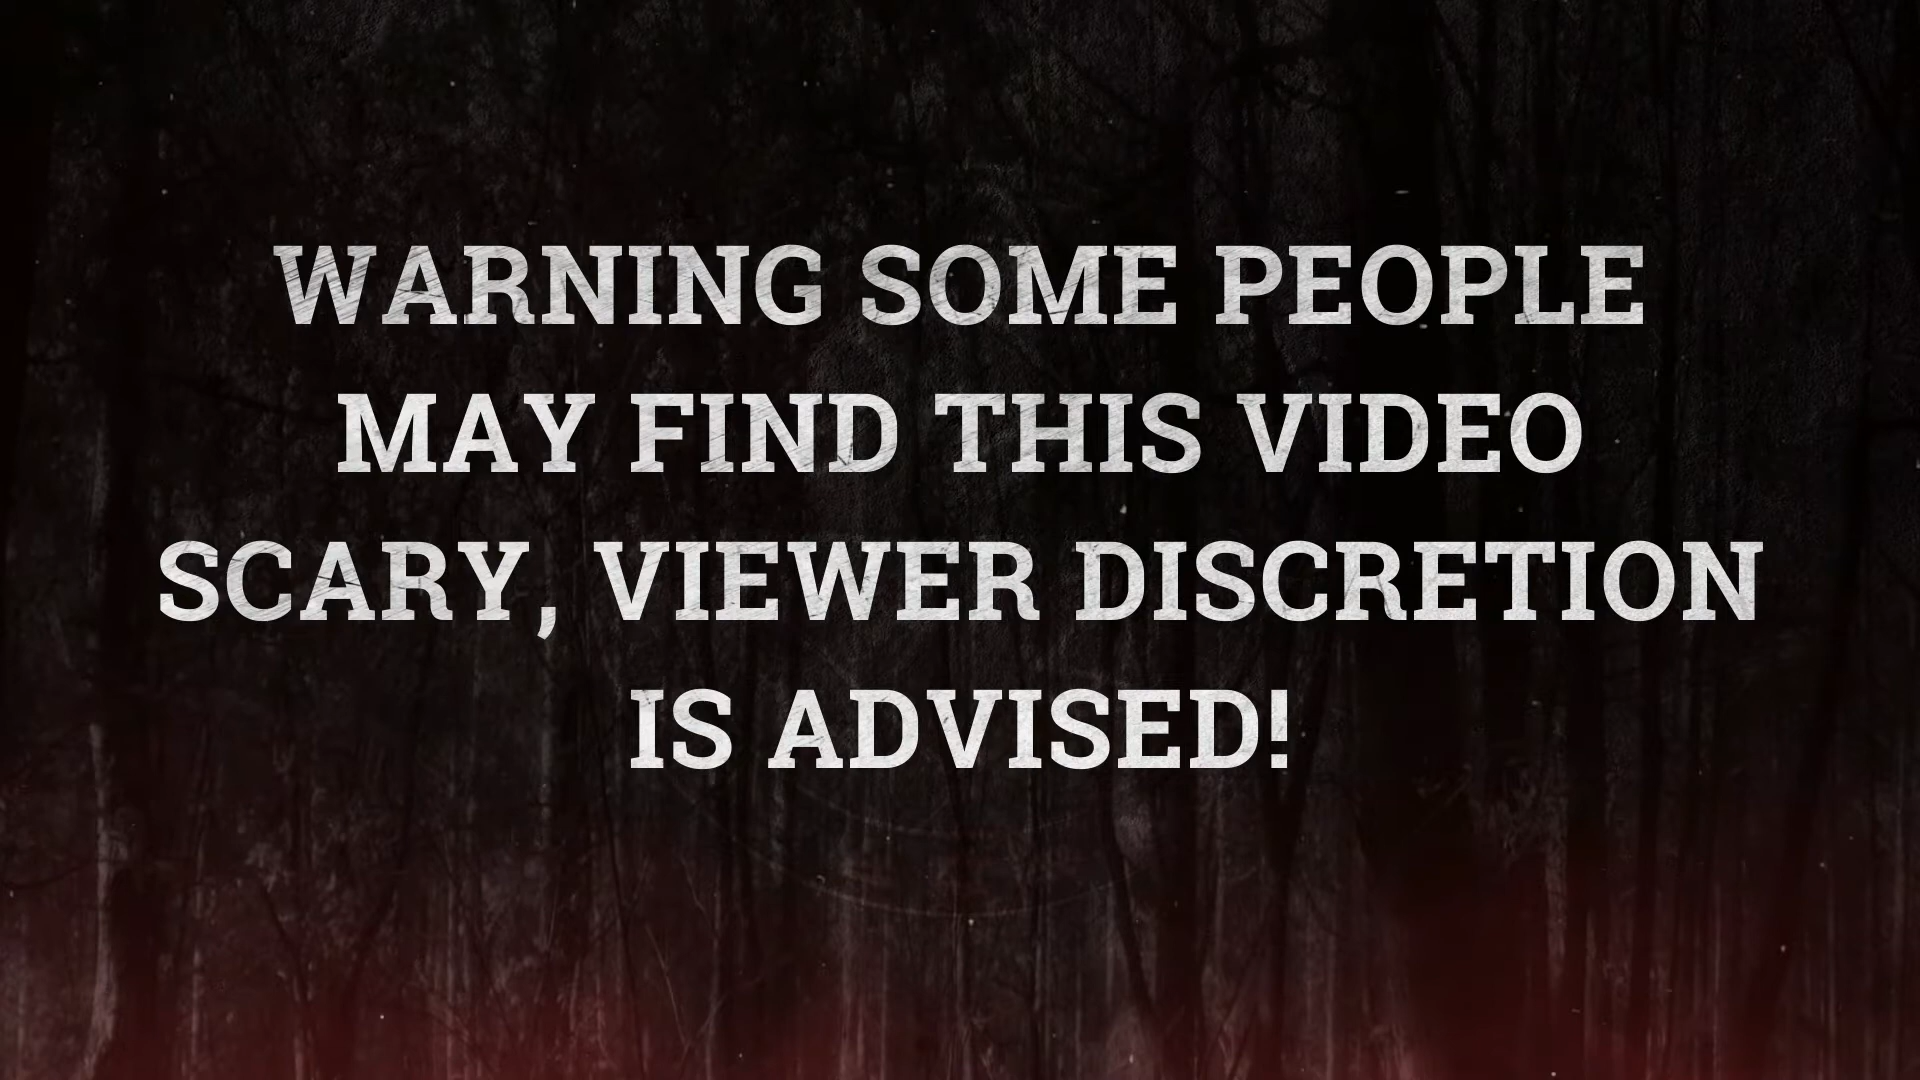 WARNING SOME PEOPLE
MAY FIND THIS VIDEO
SCARY, VIEWER DISCRETION
IS ADVISED!